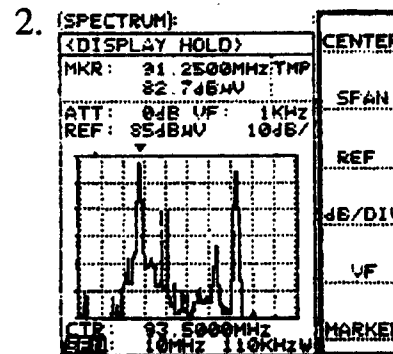 2.
(SPECTRUM):
<DISPLAY HOLD>
MKR: 91.2500MHz TMP
82.7dBµV
ATT: 0dB VF: 1KHz
REF: 85dBµV 10dB/
CTR: 93.5000MHz
10MHz 110KHzW
CENTER
SPAN
REF
dB/DIV
VF
MARKER